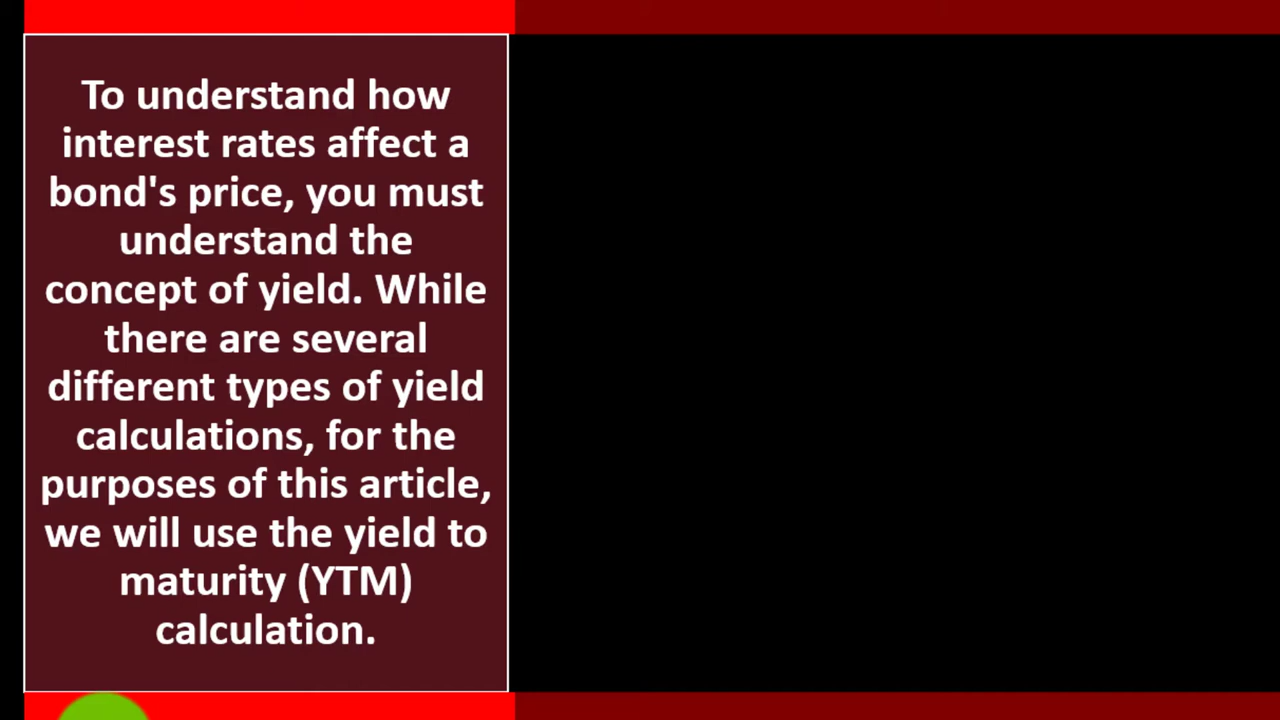 To understand how
interest rates affect a
bond's price, you must
understand the
concept of yield. While
there are several
different types of yield
calculations, for the
purposes of this article,
we will use the yield to
maturity (YTM)
calculation.